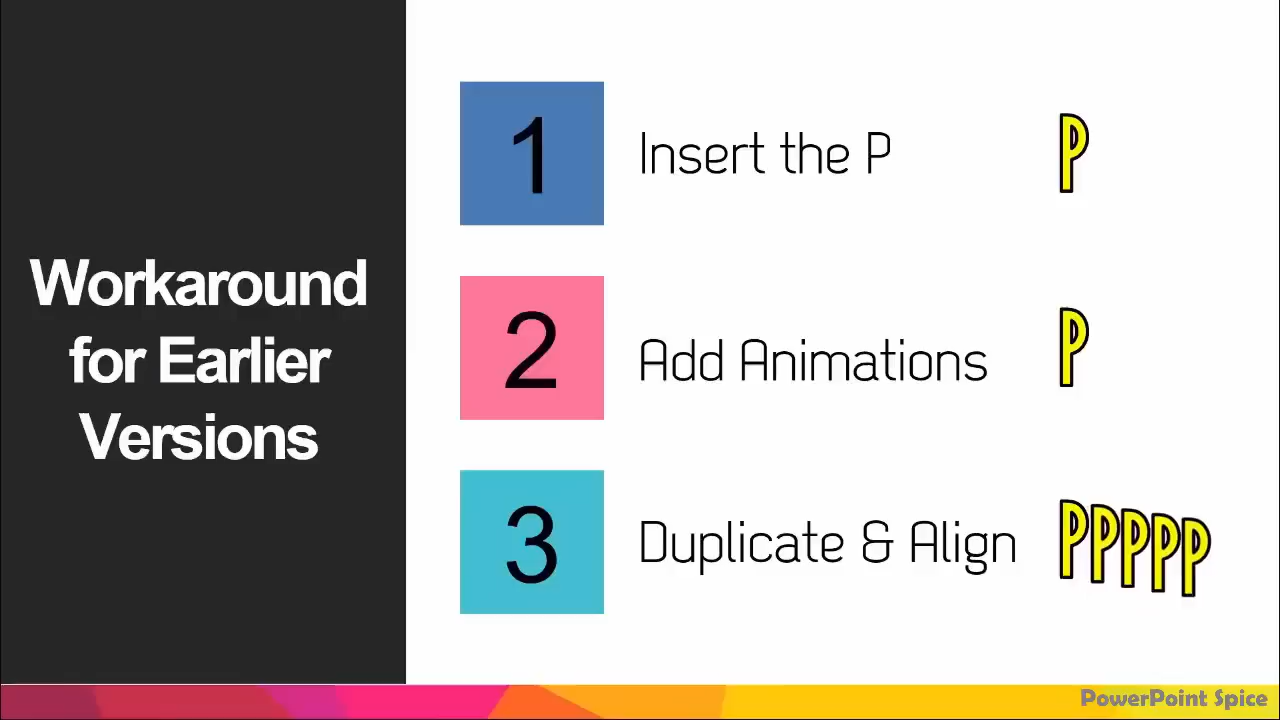 Workaround
for Earlier
Versions
1 Insert the P P
2 Add Animations P
3 Duplicate & Align PPPPP
PowerPoint Spice